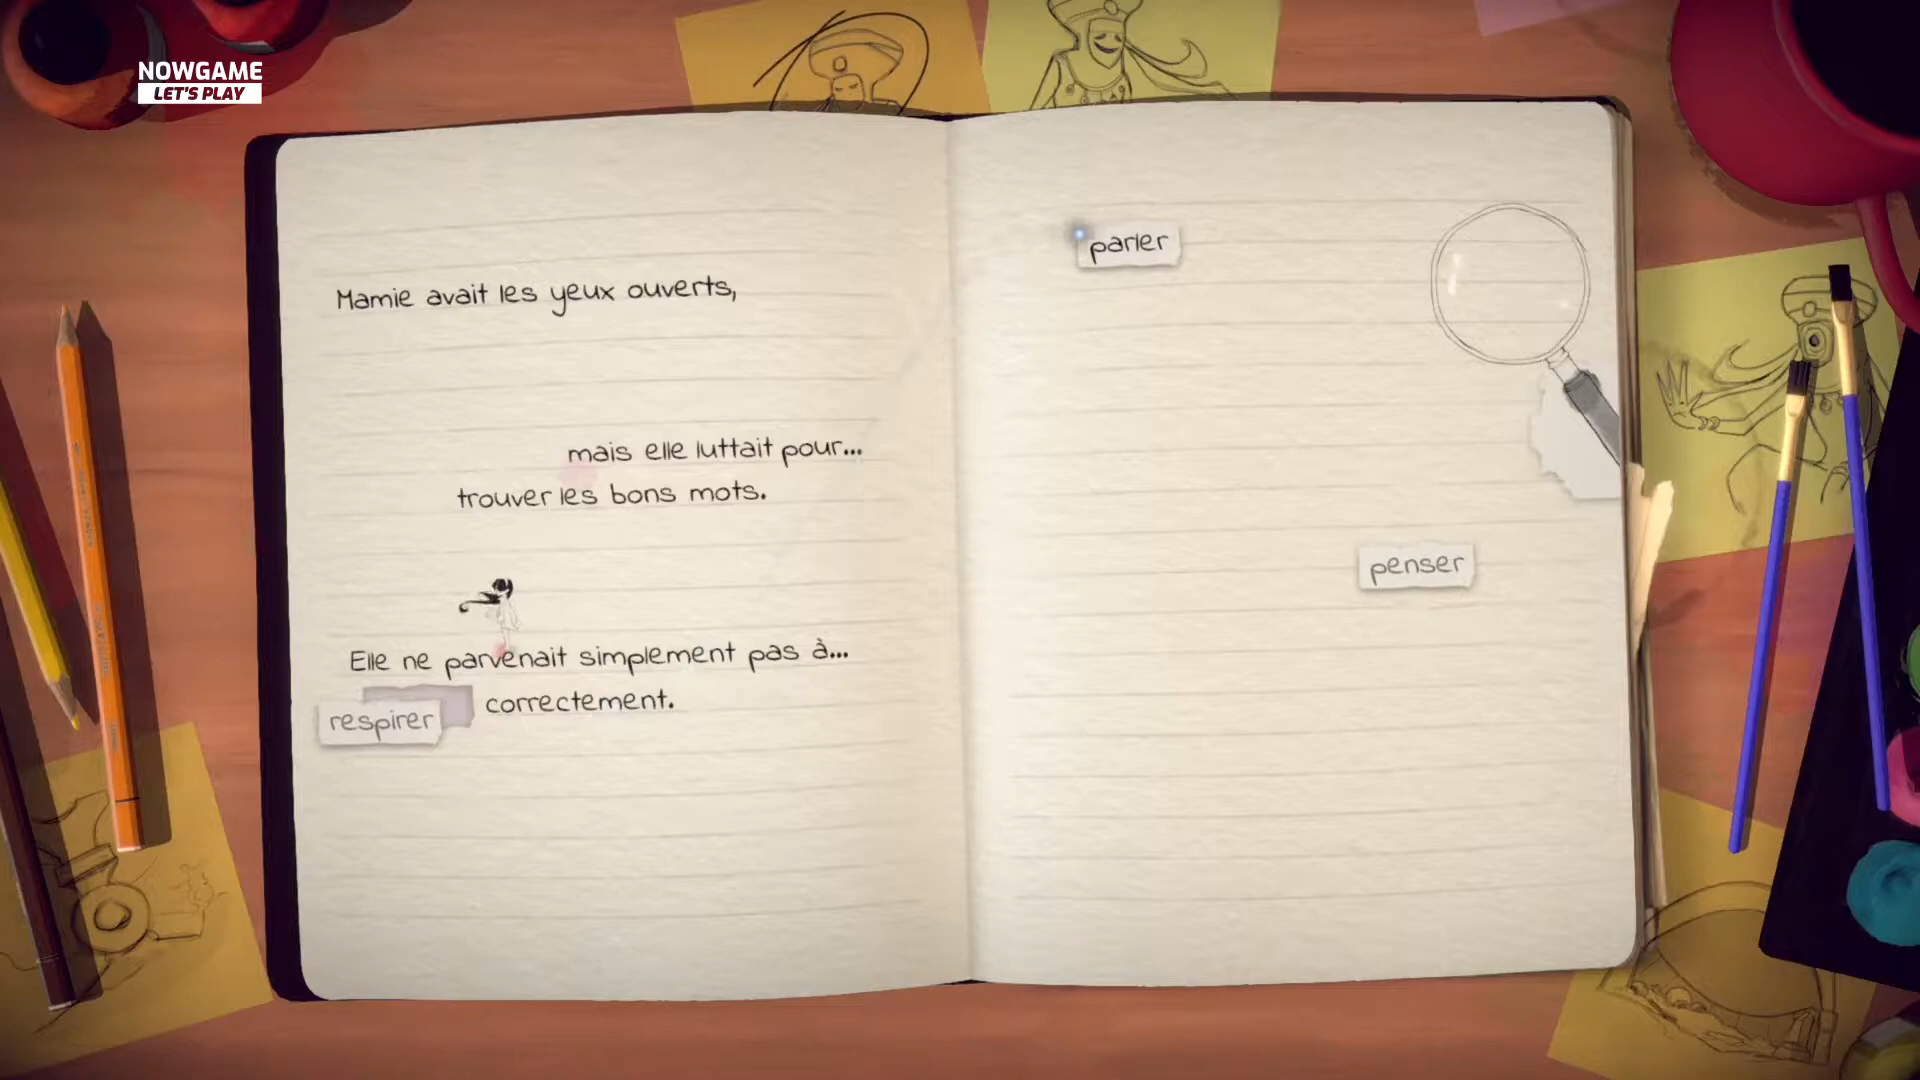 NOWGAME
LET'S PLAY
Mamie avait les yeux ouverts,
mais elle luttait pour...
trouver les bons mots.
Elle ne parvenait simplement pas à...
respirer correctement.
parler
penser